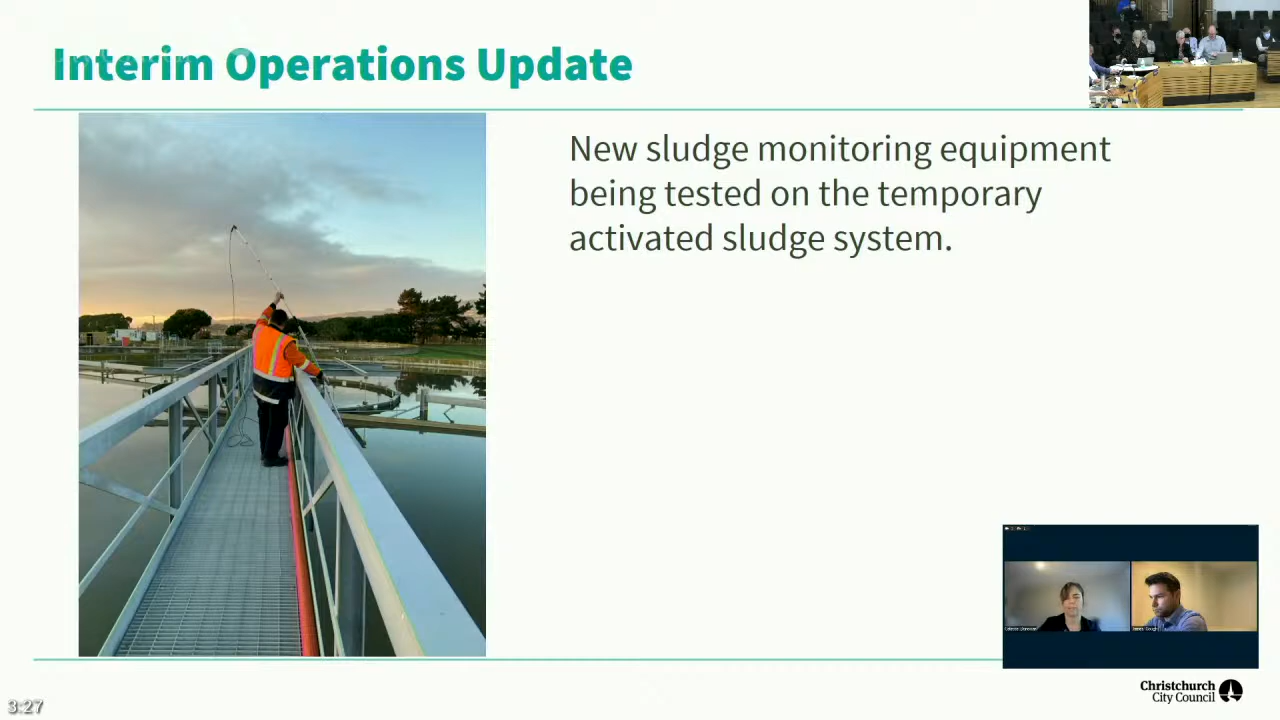 Interim Operations Update
New sludge monitoring equipment
being tested on the temporary
activated sludge system.
Christchurch
City Council
3:27